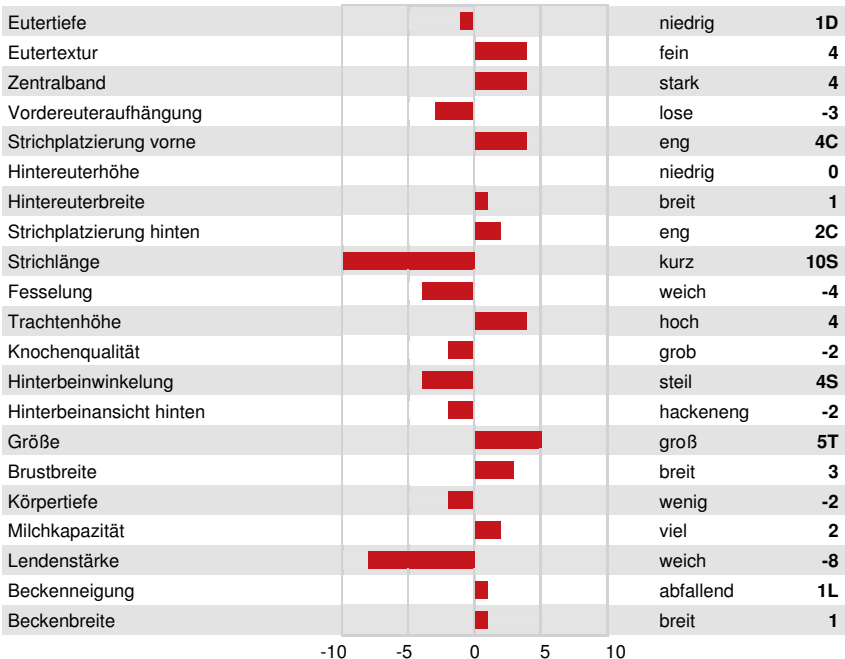 Eutertiefe niedrig 1D
Eutertextur fein 4
Zentralband stark 4
Vordereuteraufhängung lose -3
Strichplatzierung vorne eng 4C
Hintereuterhöhe niedrig 0
Hintereuterbreite breit 1
Strichplatzierung hinten eng 2C
Strichlänge kurz 10S
Fesselung weich -4
Trachtenhöhe hoch 4
Knochenqualität grob -2
Hinterbeinwinkelung steil 4S
Hinterbeinansicht hinten hackeneng -2
Größe groß 5T
Brustbreite breit 3
Körpertiefe wenig -2
Milchkapazität viel 2
Lendenstärke weich -8
Beckenneigung abfallend 1L
Beckenbreite breit 1
-10 -5 0 5 10